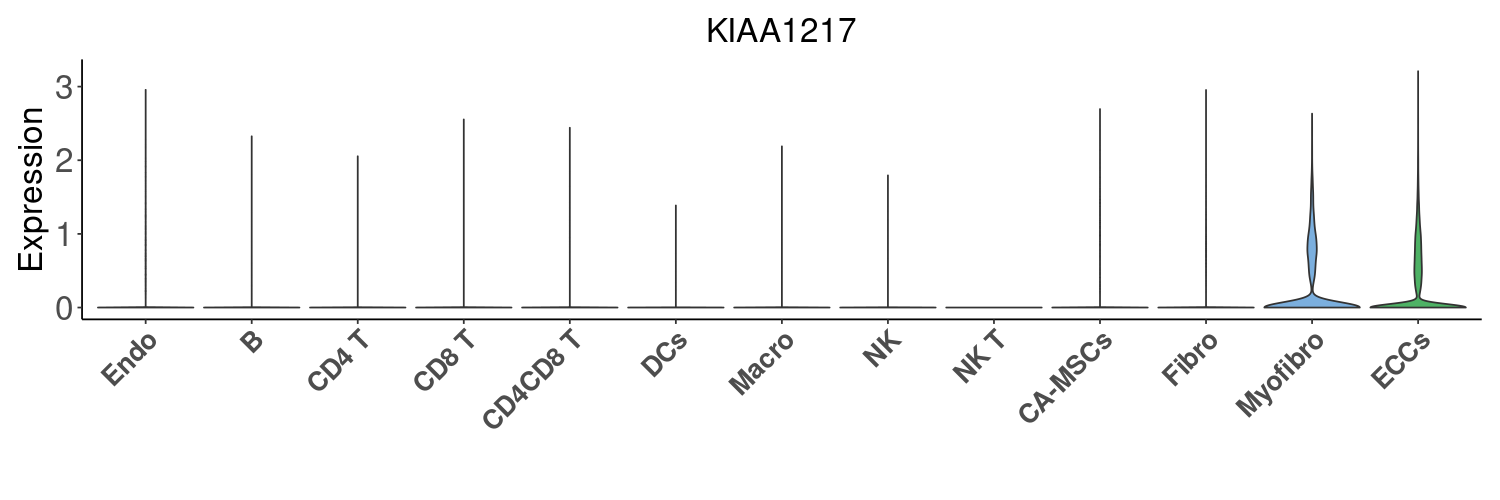 KIAA1217
Expression
3
2
1
0
Endo
B
CD4 T
CD8 T
CD4CD8 T
DCs
Macro
NK
NK T
CA-MSCs
Fibro
Myofibro
ECCs